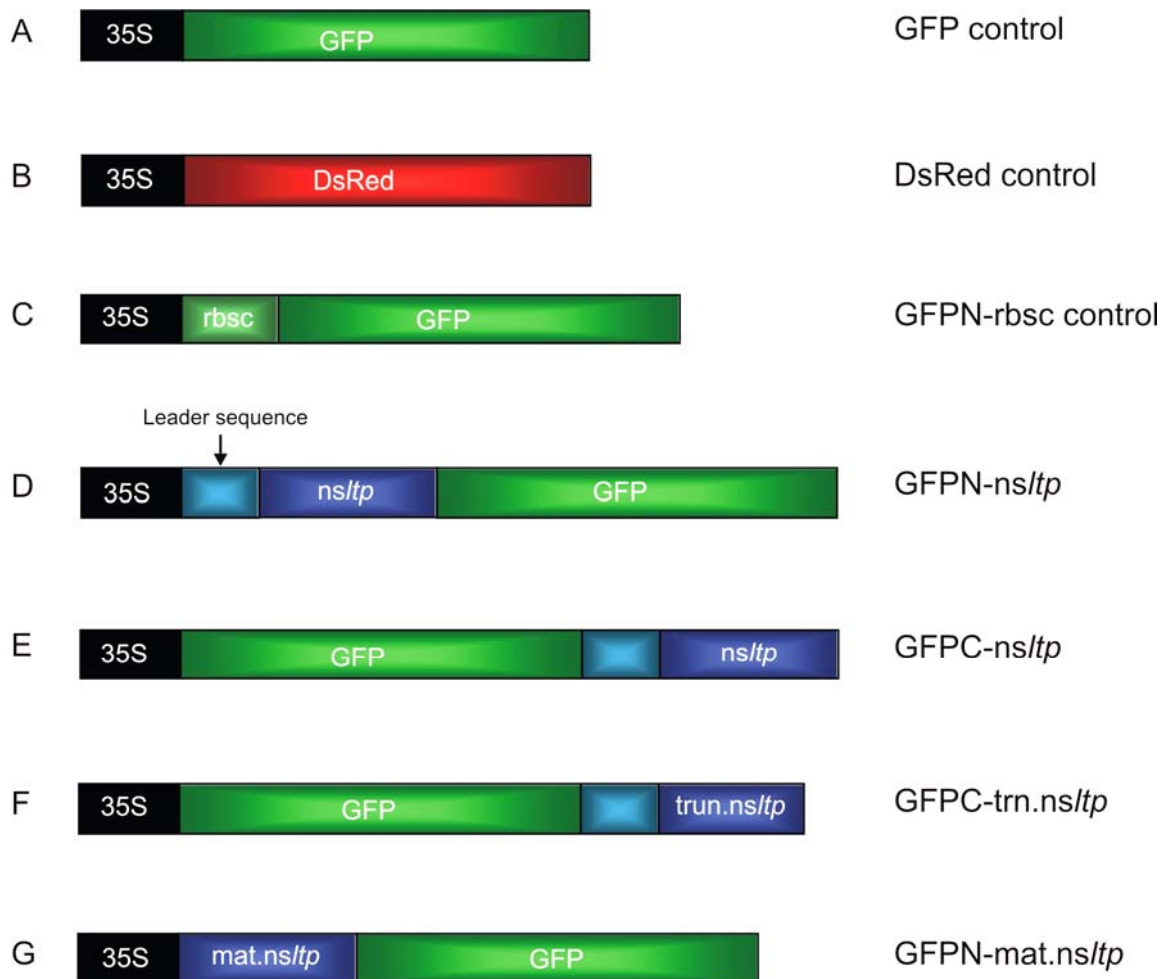 A 35S GFP GFP control
B 35S DsRed DsRed control
C 35S rbsc GFP GFPN-rbsc control
Leader sequence
D 35S nsltp GFP GFPN-nsltp
E 35S GFP nsltp GFPC-nsltp
F 35S GFP trun.nsltp GFPC-trn.nsltp
G 35S mat.nsltp GFP GFPN-mat.nsltp